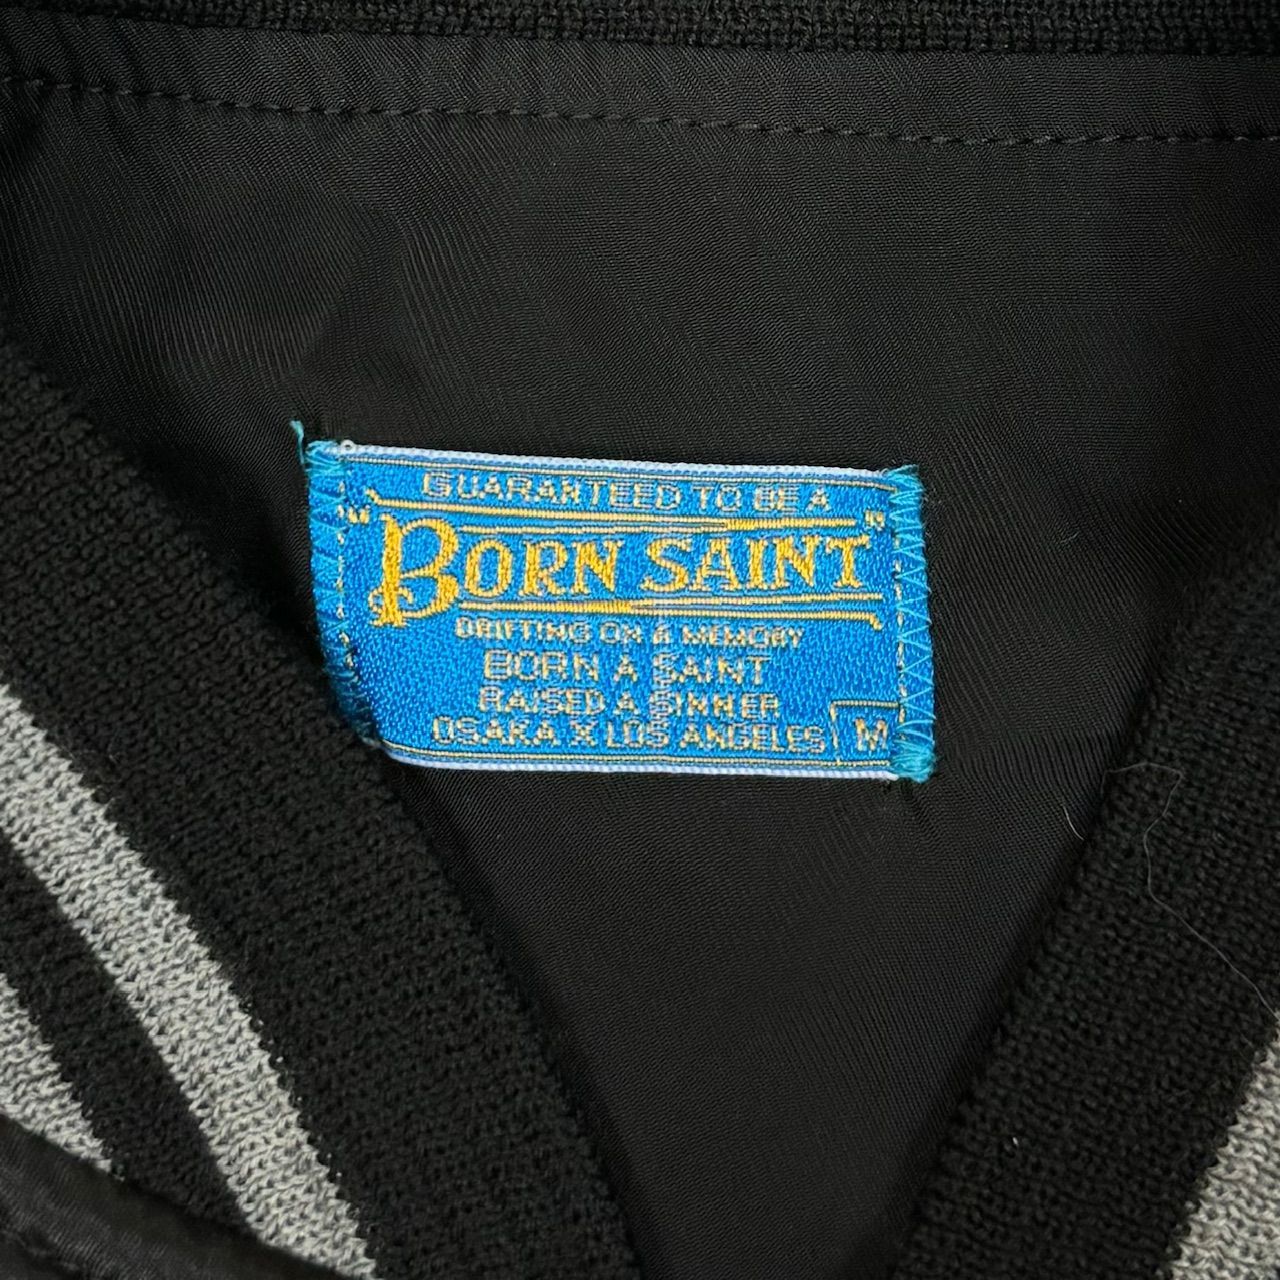 GUARANTEED TO BE A
"BORN SAINT"
DRIFTING ON A MEMORY
BORN A SAINT
RAISED A SINNER
OSAKA X LOS ANGELES M